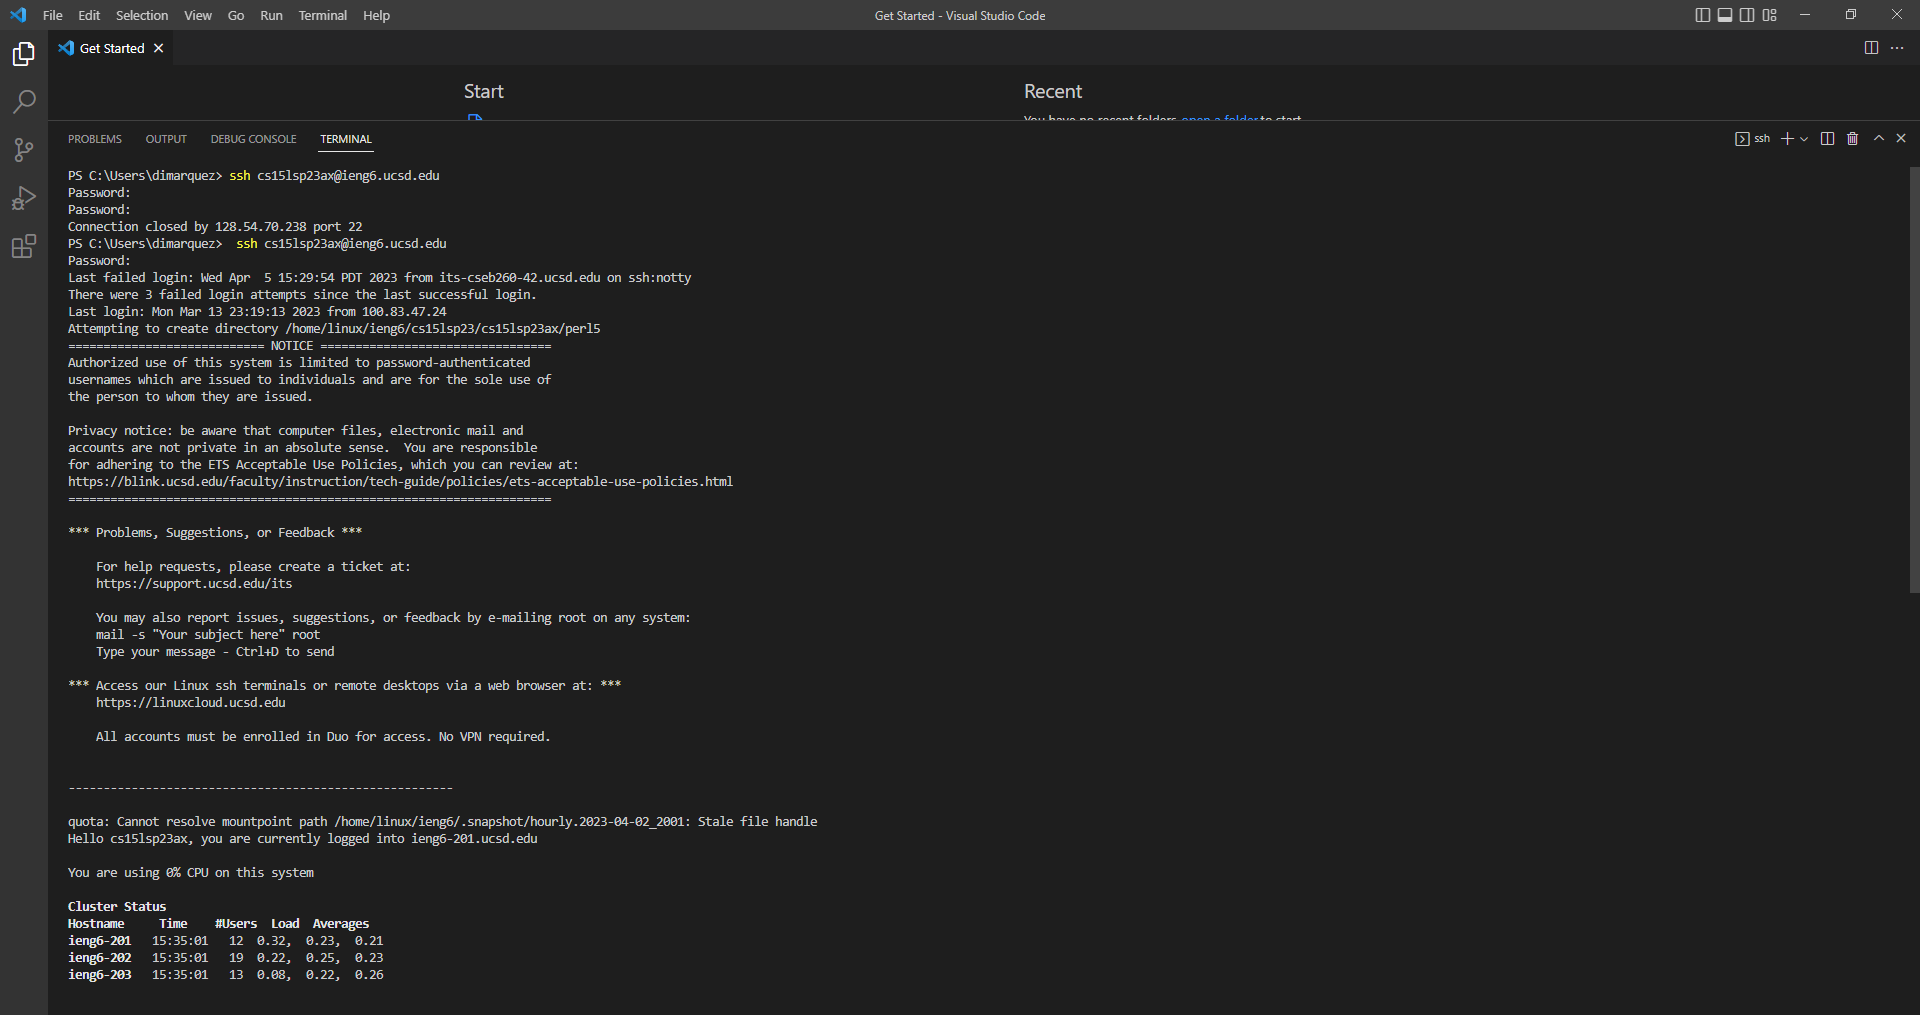 File Edit Selection View Go Run Terminal Help Get Started - Visual Studio Code
Get Started
Start Recent
You have no recent folders, open a folder to start.
PROBLEMS OUTPUT DEBUG CONSOLE TERMINAL ssh
PS C:\Users\dimarquez> ssh cs15lsp23ax@ieng6.ucsd.edu
Password:
Password:
Connection closed by 128.54.70.238 port 22
PS C:\Users\dimarquez>  ssh cs15lsp23ax@ieng6.ucsd.edu
Password:
Last failed login: Wed Apr  5 15:29:54 PDT 2023 from its-cseb260-42.ucsd.edu on ssh:notty
There were 3 failed login attempts since the last successful login.
Last login: Mon Mar 13 23:19:13 2023 from 100.83.47.24
Attempting to create directory /home/linux/ieng6/cs15lsp23/cs15lsp23ax/perl5
============================ NOTICE =================================
Authorized use of this system is limited to password-authenticated
usernames which are issued to individuals and are for the sole use of
the person to whom they are issued.
Privacy notice: be aware that computer files, electronic mail and
accounts are not private in an absolute sense.  You are responsible
for adhering to the ETS Acceptable Use Policies, which you can review at:
https://blink.ucsd.edu/faculty/instruction/tech-guide/policies/ets-acceptable-use-policies.html
=====================================================================
*** Problems, Suggestions, or Feedback ***
For help requests, please create a ticket at:
https://support.ucsd.edu/its
You may also report issues, suggestions, or feedback by e-mailing root on any system:
mail -s "Your subject here" root
Type your message - Ctrl+D to send
*** Access our Linux ssh terminals or remote desktops via a web browser at: ***
https://linuxcloud.ucsd.edu
All accounts must be enrolled in Duo for access. No VPN required.
-------------------------------------------------------
quota: Cannot resolve mountpoint path /home/linux/ieng6/.snapshot/hourly.2023-04-02_2001: Stale file handle
Hello cs15lsp23ax, you are currently logged into ieng6-201.ucsd.edu
You are using 0% CPU on this system
Cluster Status
Hostname     Time    #Users  Load  Averages
ieng6-201   15:35:01   12  0.32,  0.23,  0.21
ieng6-202   15:35:01   19  0.22,  0.25,  0.23
ieng6-203   15:35:01   13  0.08,  0.22,  0.26